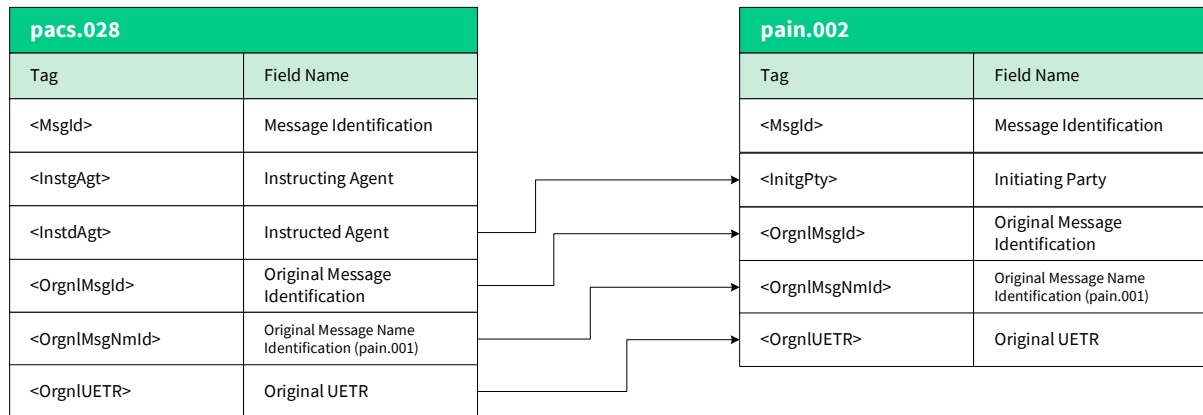 pacs.028
Tag
Field Name
<MsgId>
Message Identification
<InstgAgt>
Instructing Agent
<InstdAgt>
Instructed Agent
<OrgnlMsgId>
Original Message
Identification
<OrgnlMsgNmId>
Original Message Name
Identification (pain.001)
<OrgnlUETR>
Original UETR
pain.002
Tag
Field Name
<MsgId>
Message Identification
<InitgPty>
Initiating Party
<OrgnlMsgId>
Original Message
Identification
<OrgnlMsgNmId>
Original Message Name
Identification (pain.001)
<OrgnlUETR>
Original UETR